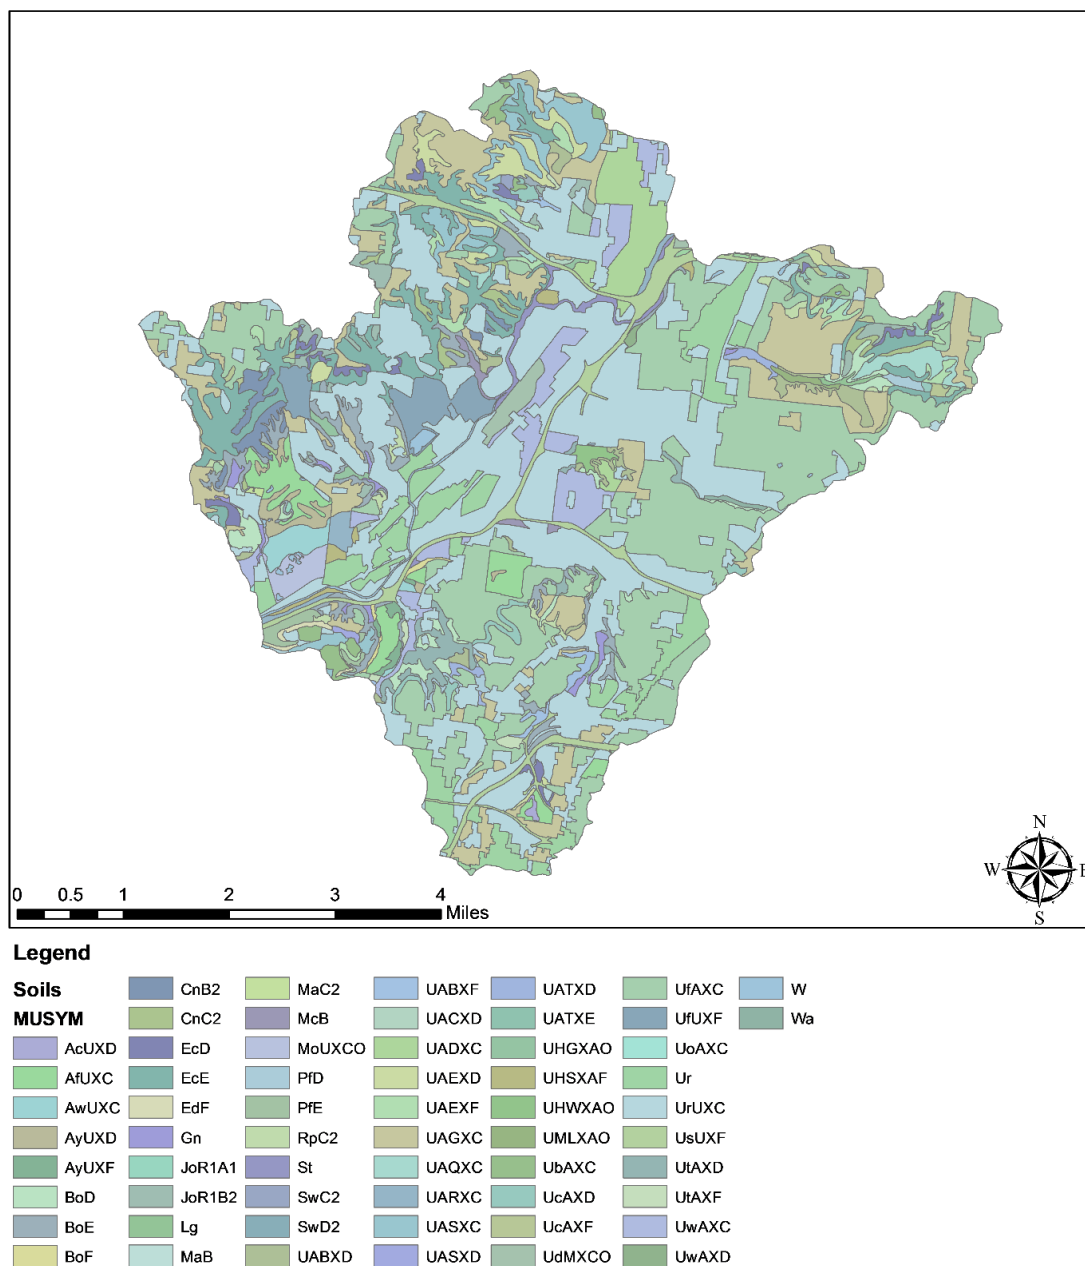 N
W
E
S
0 0.5 1 2 3 4
Miles
Legend
Soils
MUSYM
AcUXD
AfUXC
AwUXC
AyUXD
AyUXF
BoD
BoE
BoF
CnB2
CnC2
EcD
EcE
EdF
Gn
JoR1A1
JoR1B2
Lg
MaB
MaC2
McB
MoUXCO
PfD
PfE
RpC2
St
SwC2
SwD2
UABXD
UABXF
UACXD
UADXC
UAEXD
UAEXF
UAGXC
UAQXC
UARXC
UASXC
UASXD
UATXD
UATXE
UHGXAO
UHSXAF
UHWXAO
UMLXAO
UbAXC
UcAXD
UcAXF
UdMXCO
UfAXC
UfUXF
UoAXC
Ur
UrUXC
UsUXF
UtAXD
UtAXF
UwAXC
UwAXD
W
Wa